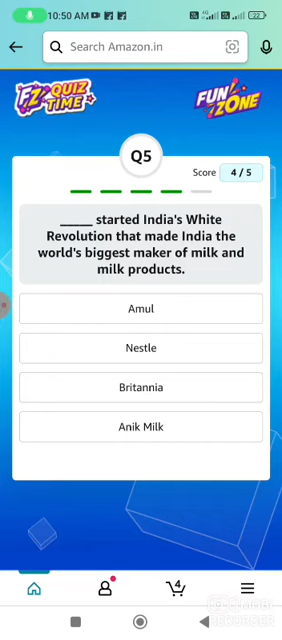 10:50 AM
22
Search Amazon.in
FZ QUIZ
TIME
FUN
ZONE
Q5
Score 4 / 5
_____ started India's White
Revolution that made India the
world's biggest maker of milk and
milk products.
Amul
Nestle
Britannia
Anik Milk
4